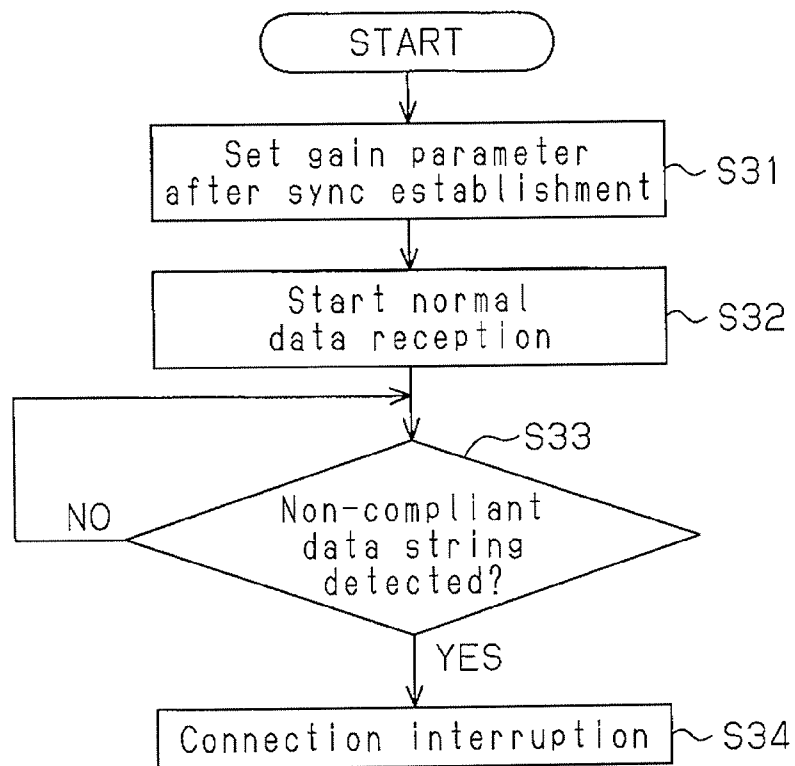 START
Set gain parameter
after sync establishment
S31
Start normal
data reception
S32
S33
Non-compliant
data string
detected?
NO
YES
Connection interruption
S34